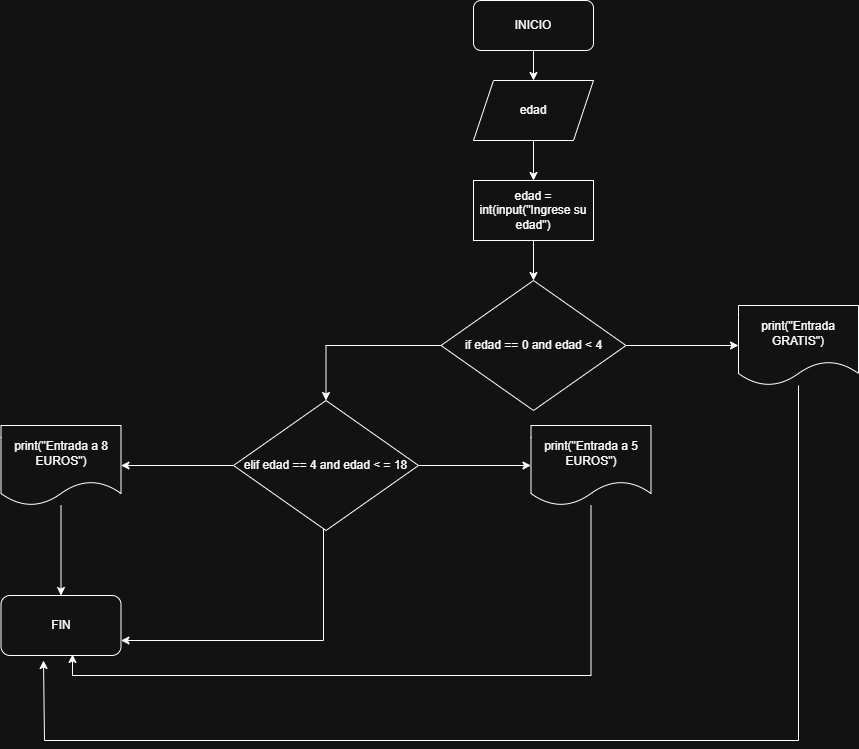 INICIO
edad
edad =
int(input("Ingrese su
edad")
if edad == 0 and edad < 4
print("Entrada
GRATIS")
elif edad == 4 and edad < = 18
print("Entrada a 8
EUROS")
print("Entrada a 5
EUROS")
FIN